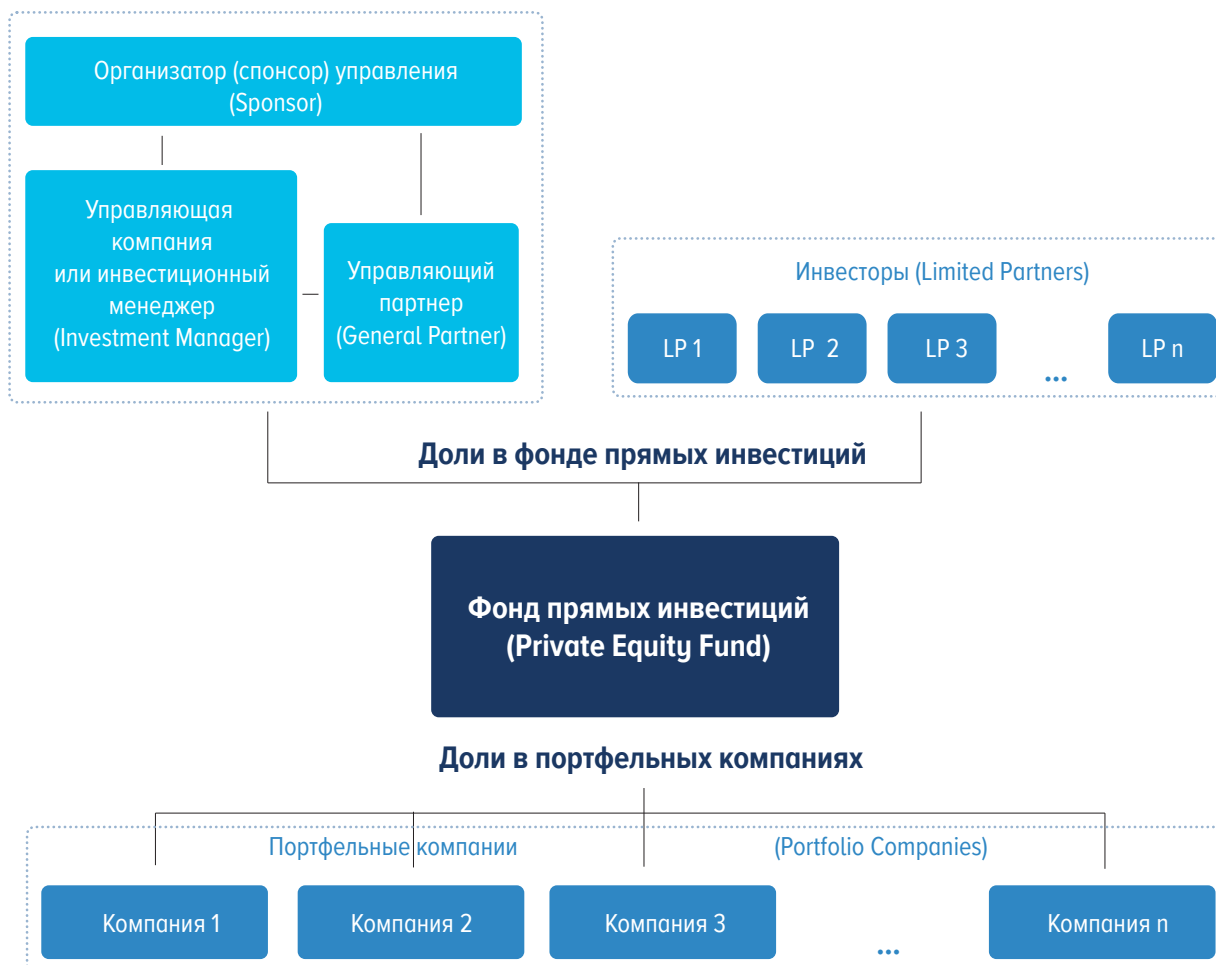 Организатор (спонсор) управления
(Sponsor)
Управляющая
компания
или инвестиционный
менеджер
(Investment Manager)
Управляющий
партнер
(General Partner)
Инвесторы (Limited Partners)
LP 1
LP 2
LP 3
...
LP n
Доли в фонде прямых инвестиций
Фонд прямых инвестиций
(Private Equity Fund)
Доли в портфельных компаниях
Портфельные компании (Portfolio Companies)
Компания 1
Компания 2
Компания 3
...
Компания n